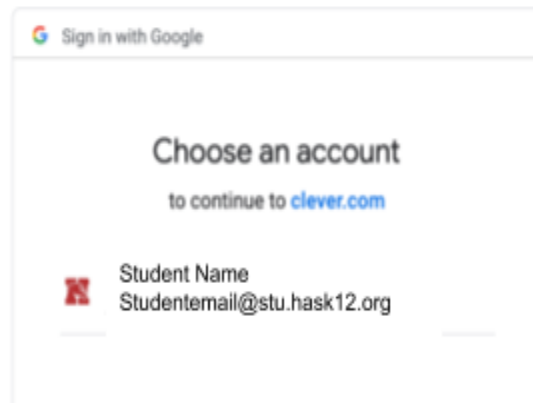 Sign in with Google
Choose an account
to continue to clever.com
Student Name
Studentemail@stu.hask12.org